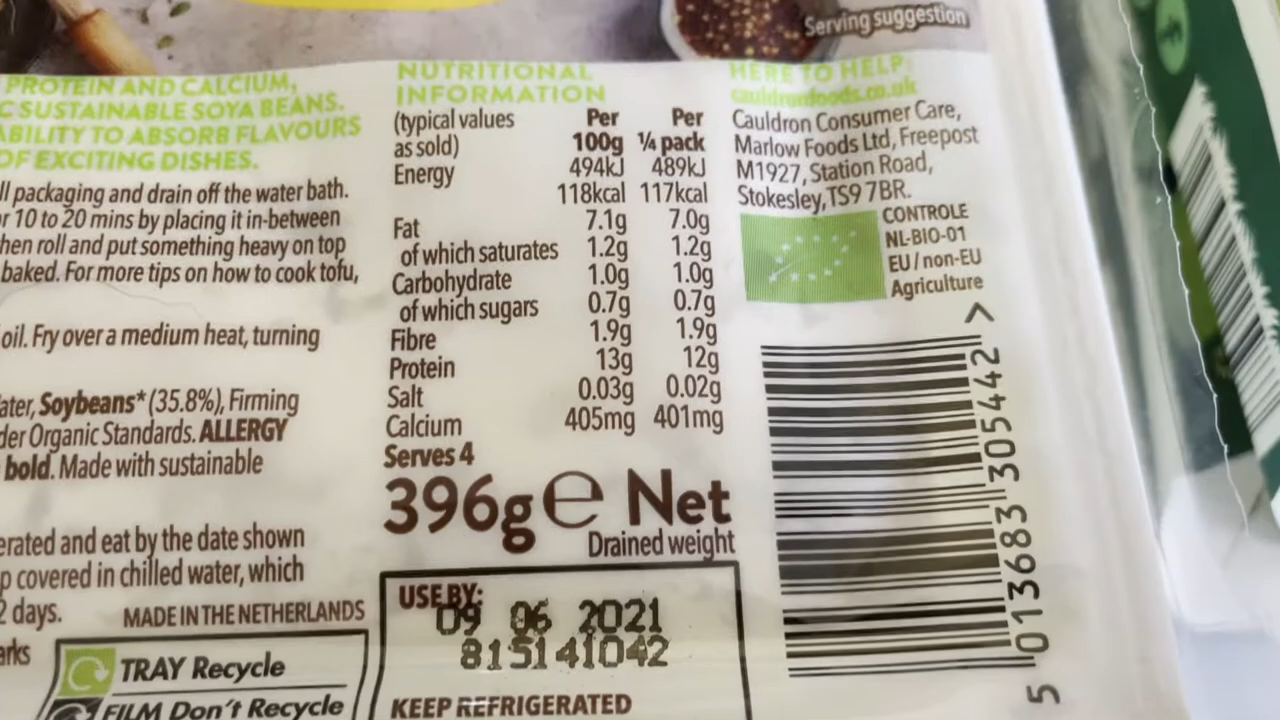 Serving suggestion
PROTEIN AND CALCIUM,
SUSTAINABLE SOYA BEANS.
ABILITY TO ABSORB FLAVOURS
OF EXCITING DISHES.
packaging and drain off the water bath.
10 to 20 mins by placing it in-between
then roll and put something heavy on top
baked. For more tips on how to cook tofu,
oil. Fry over a medium heat, turning
Soybeans* (35.8%), Firming
Organic Standards. ALLERGY
bold. Made with sustainable
and eat by the date shown
covered in chilled water, which
2 days.
MADE IN THE NETHERLANDS
TRAY Recycle
FILM Don't Recycle
NUTRITIONAL
INFORMATION
(typical values Per Per
as sold) 100g ¼ pack
Energy 494kJ 489kJ
118kcal 117kcal
Fat 7.1g 7.0g
of which saturates 1.2g 1.2g
Carbohydrate 1.0g 1.0g
of which sugars 0.7g 0.7g
Fibre 1.9g 1.9g
Protein 13g 12g
Salt 0.03g 0.02g
Calcium 405mg 401mg
Serves 4
396g e Net
Drained weight
USE BY:
09 06 2021
8151 41042
KEEP REFRIGERATED
HERE TO HELP
cauldronfoods.co.uk
Cauldron Consumer Care,
Marlow Foods Ltd, Freepost
M1927, Station Road,
Stokesley, TS9 7BR.
CONTROLE
NL-BIO-01
EU / non-EU
Agriculture
5 013683 305442 >